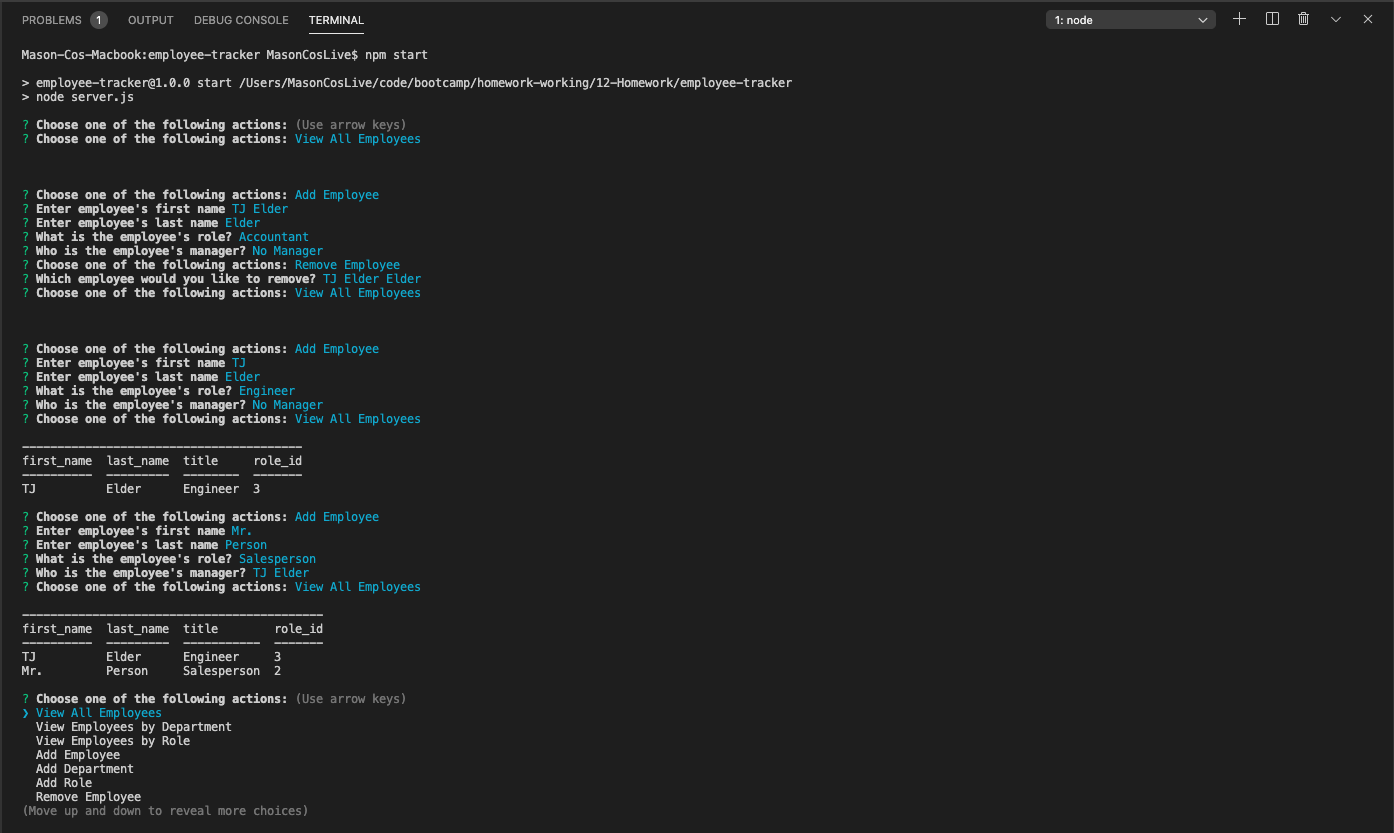 PROBLEMS 1 OUTPUT DEBUG CONSOLE TERMINAL 1: node
Mason-Cos-Macbook:employee-tracker MasonCosLive$ npm start
> employee-tracker@1.0.0 start /Users/MasonCosLive/code/bootcamp/homework-working/12-Homework/employee-tracker
> node server.js
? Choose one of the following actions: (Use arrow keys)
? Choose one of the following actions: View All Employees
? Choose one of the following actions: Add Employee
? Enter employee's first name TJ Elder
? Enter employee's last name Elder
? What is the employee's role? Accountant
? Who is the employee's manager? No Manager
? Choose one of the following actions: Remove Employee
? Which employee would you like to remove? TJ Elder Elder
? Choose one of the following actions: View All Employees
? Choose one of the following actions: Add Employee
? Enter employee's first name TJ
? Enter employee's last name Elder
? What is the employee's role? Engineer
? Who is the employee's manager? No Manager
? Choose one of the following actions: View All Employees
first_name last_name title role_id
TJ Elder Engineer 3
? Choose one of the following actions: Add Employee
? Enter employee's first name Mr.
? Enter employee's last name Person
? What is the employee's role? Salesperson
? Who is the employee's manager? TJ Elder
? Choose one of the following actions: View All Employees
first_name last_name title role_id
TJ Elder Engineer 3
Mr. Person Salesperson 2
? Choose one of the following actions: (Use arrow keys)
❯ View All Employees
View Employees by Department
View Employees by Role
Add Employee
Add Department
Add Role
Remove Employee
(Move up and down to reveal more choices)